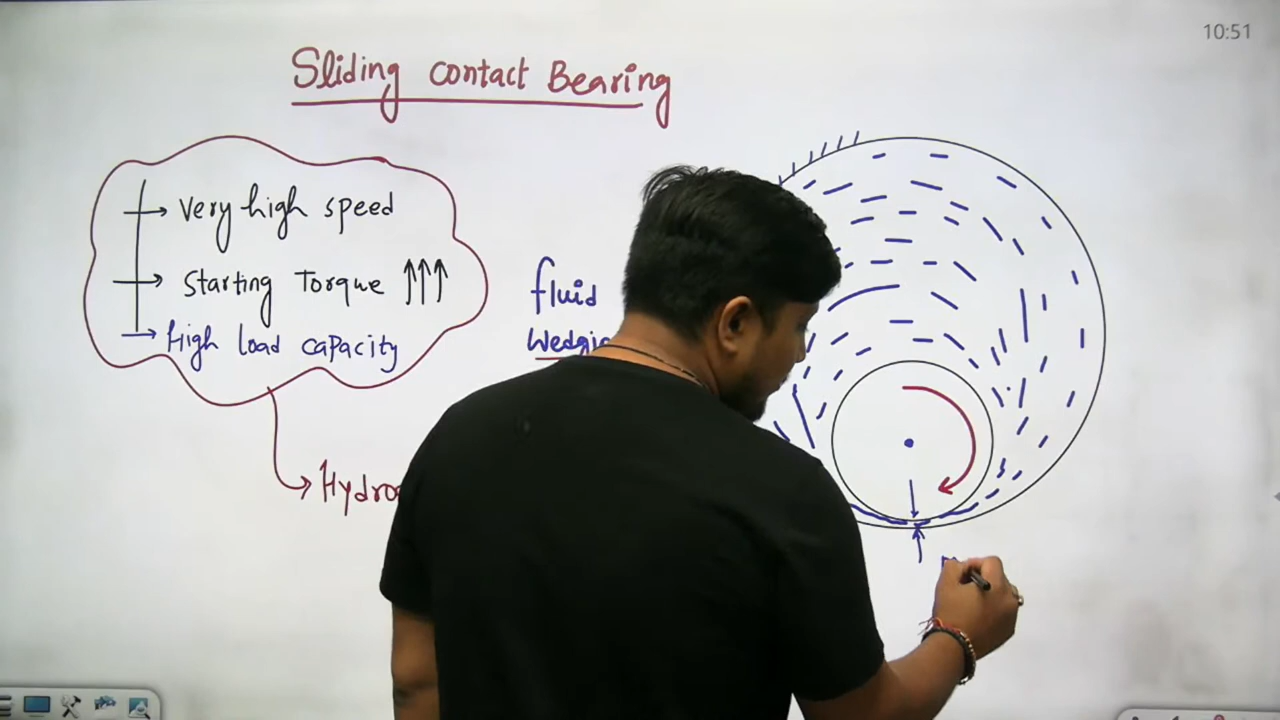 10:51
Sliding contact Bearing
very high speed
Starting Torque ↑↑↑
High load capacity
fluid